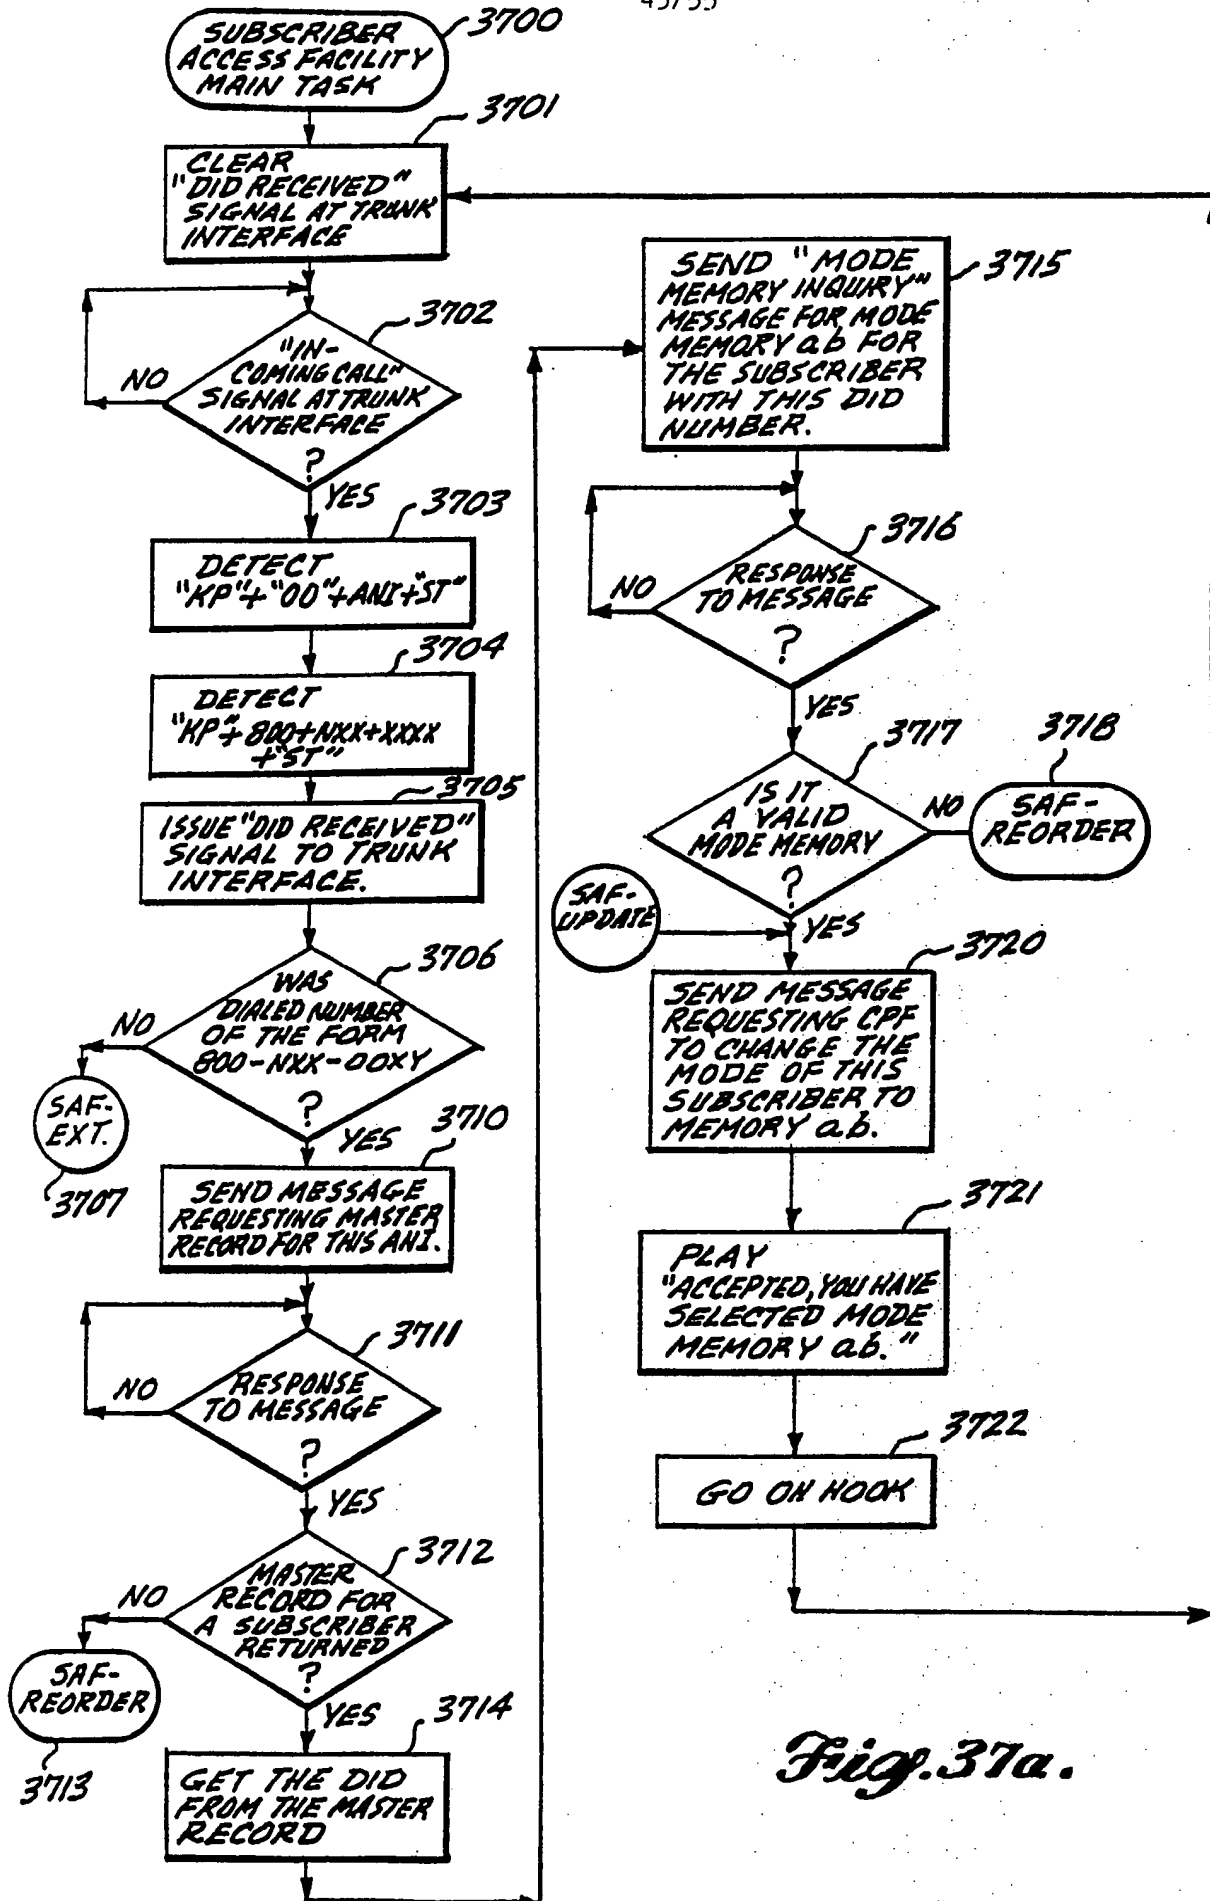 45/55
SUBSCRIBER
ACCESS FACILITY
MAIN TASK
3700
3701
CLEAR
"DID RECEIVED"
SIGNAL AT TRUNK
INTERFACE
3702
"IN-
COMING CALL"
SIGNAL AT TRUNK
INTERFACE
?
NO
YES
3703
DETECT
"KP"+"00"+ANI+"ST"
3704
DETECT
"KP"+800+NXX+XXXX
+"ST"
3705
ISSUE "DID RECEIVED"
SIGNAL TO TRUNK
INTERFACE.
3706
WAS
DIALED NUMBER
OF THE FORM
800-NXX-00XY
?
NO
SAF-
EXT.
3707
YES
3710
SEND MESSAGE
REQUESTING MASTER
RECORD FOR THIS ANI.
3711
RESPONSE
TO MESSAGE
?
NO
YES
3712
MASTER
RECORD FOR
A SUBSCRIBER
RETURNED
?
NO
SAF-
REORDER
3713
YES
3714
GET THE DID
FROM THE MASTER
RECORD
3715
SEND "MODE
MEMORY INQUIRY"
MESSAGE FOR MODE
MEMORY ab FOR
THE SUBSCRIBER
WITH THIS DID
NUMBER.
3716
RESPONSE
TO MESSAGE
?
NO
YES
3717
IS IT
A VALID
MODE MEMORY
?
NO
3718
SAF-
REORDER
SAF-
UPDATE
YES
3720
SEND MESSAGE
REQUESTING CPF
TO CHANGE THE
MODE OF THIS
SUBSCRIBER TO
MEMORY ab.
3721
PLAY
"ACCEPTED, YOU HAVE
SELECTED MODE
MEMORY ab."
3722
GO ON HOOK
Fig. 37a.